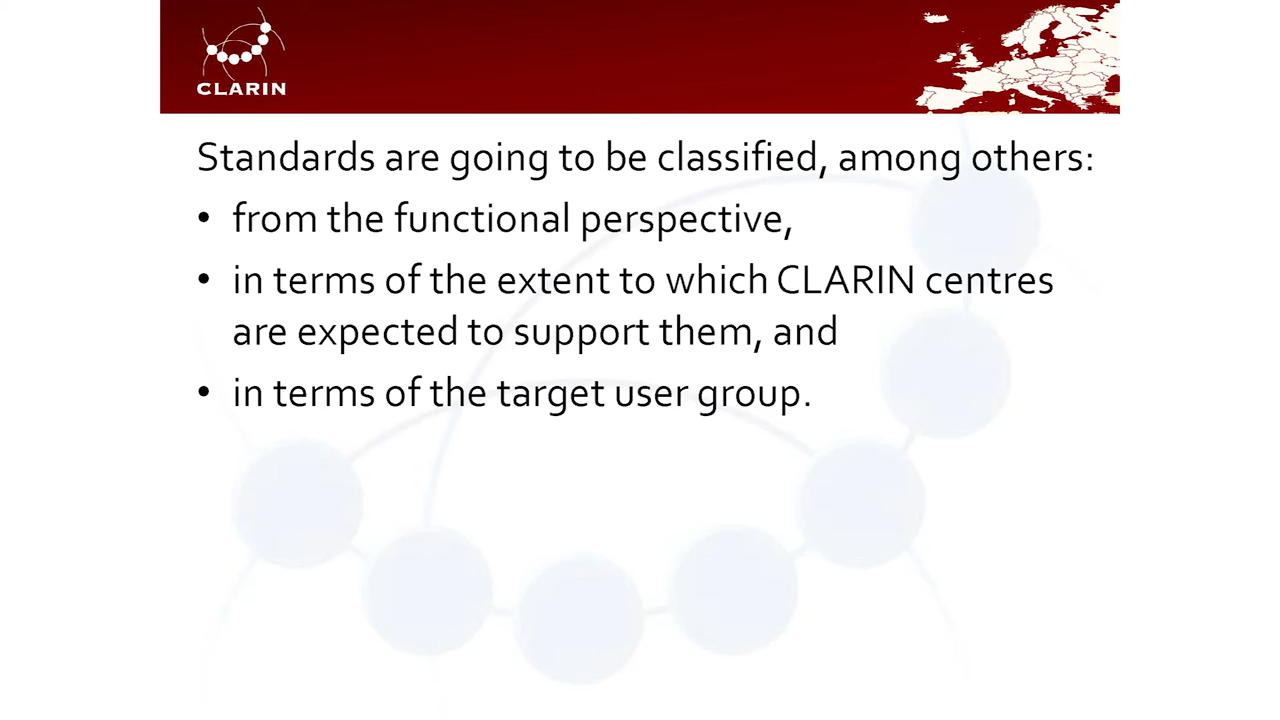 CLARIN
Standards are going to be classified, among others:
• from the functional perspective,
• in terms of the extent to which CLARIN centres
are expected to support them, and
• in terms of the target user group.